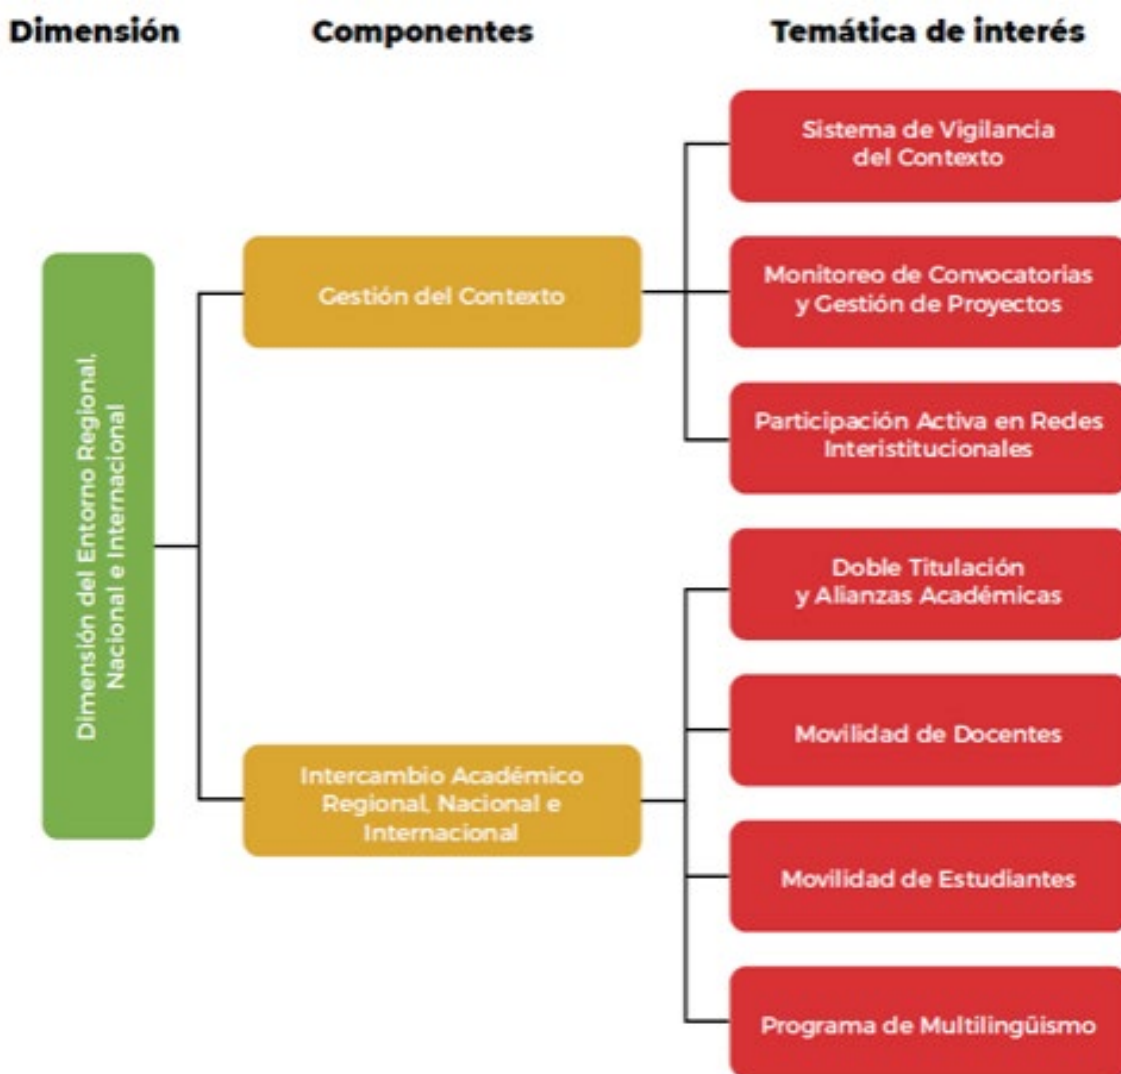 Dimensión
Componentes
Temática de interés
Dimensión del Entorno Regional,
Nacional e Internacional
Gestión del Contexto
Sistema de Vigilancia
del Contexto
Monitoreo de Convocatorias
y Gestión de Proyectos
Participación Activa en Redes
Interistitucionales
Intercambio Académico
Regional, Nacional e
Internacional
Doble Titulación
y Alianzas Académicas
Movilidad de Docentes
Movilidad de Estudiantes
Programa de Multilingüismo